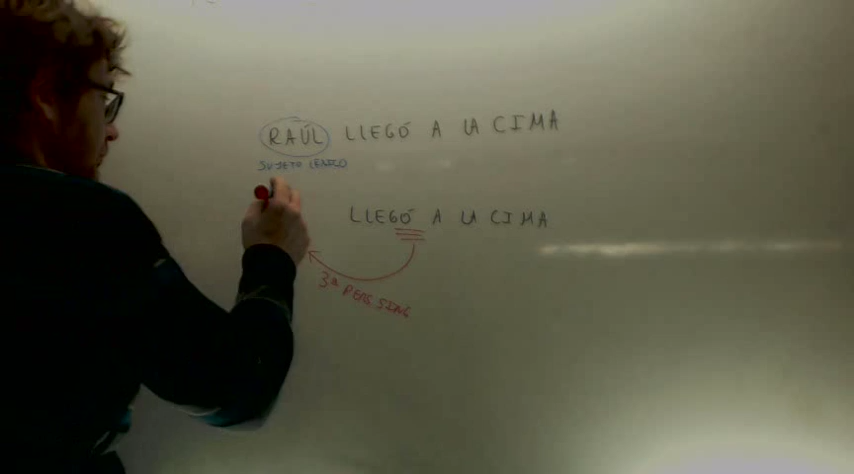 RAÚL LLEGÓ A LA CIMA
SUJETO LÉXICO
LLEGÓ A LA CIMA
3ª PERS. SING